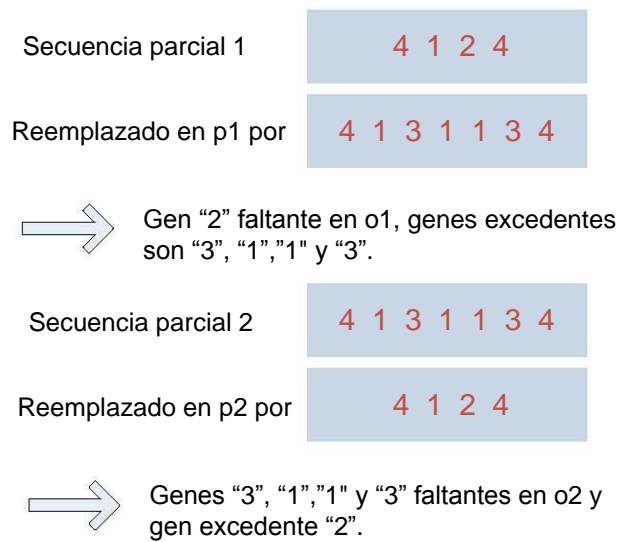 Secuencia parcial 1
4 1 2 4
Reemplazado en p1 por
4 1 3 1 1 3 4
Gen “2” faltante en o1, genes excedentes
son “3”, “1”,”1" y “3”.
Secuencia parcial 2
4 1 3 1 1 3 4
Reemplazado en p2 por
4 1 2 4
Genes “3”, “1”,”1" y “3” faltantes en o2 y
gen excedente “2”.